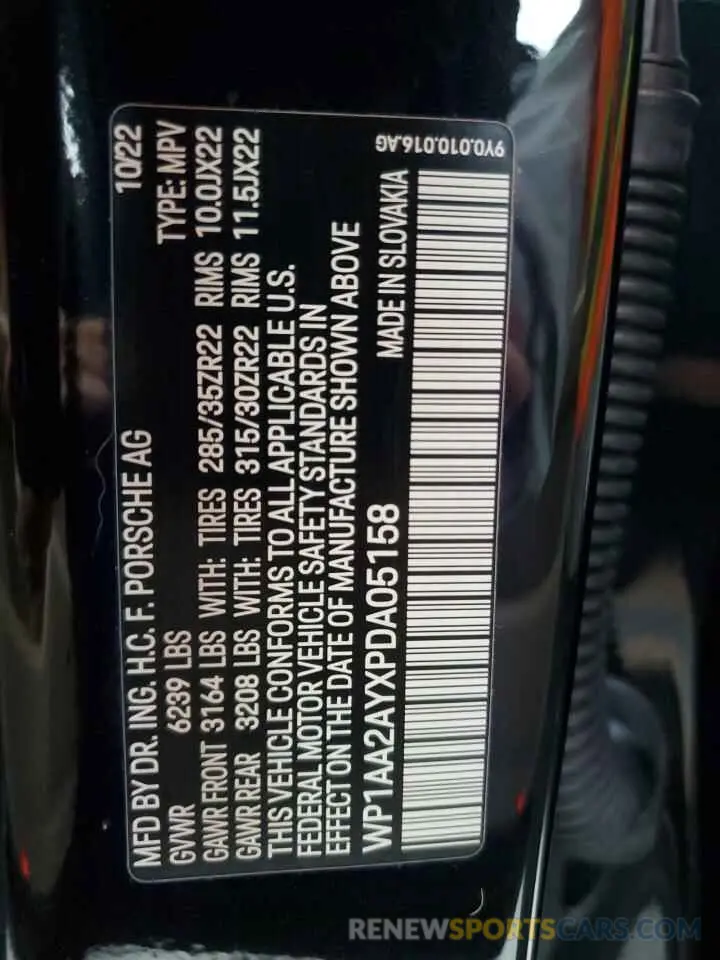 MFD BY DR. ING. H.C. F. PORSCHE AG 10/22
GVWR 6239 LBS TYPE: MPV
GAWR FRONT 3164 LBS WITH: TIRES 285/35ZR22 RIMS 10.0JX22
GAWR REAR 3208 LBS WITH: TIRES 315/30ZR22 RIMS 11.5JX22
THIS VEHICLE CONFORMS TO ALL APPLICABLE U.S.
FEDERAL MOTOR VEHICLE SAFETY STANDARDS IN
EFFECT ON THE DATE OF MANUFACTURE SHOWN ABOVE
WP1AA2AYXPDA05158 MADE IN SLOVAKIA
9Y0.010.016.AG
RENEWSPORTSCARS.COM